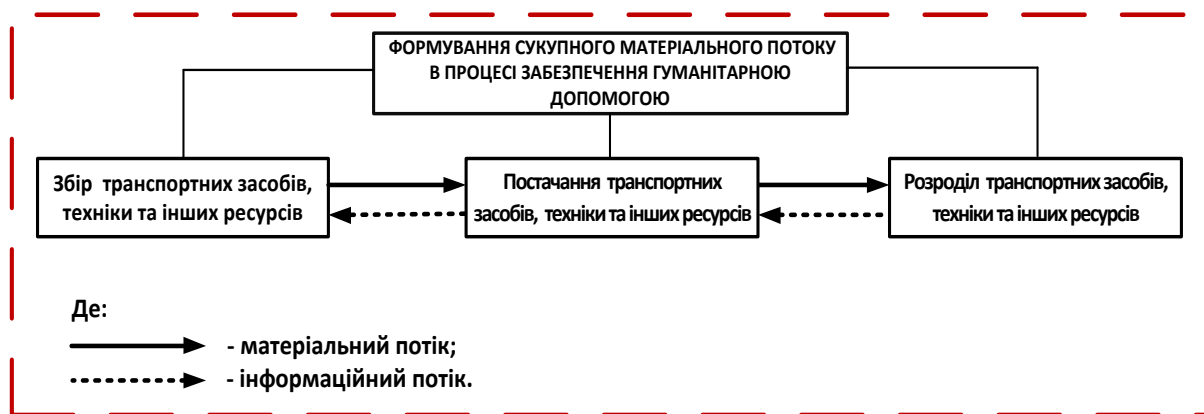 ФОРМУВАННЯ СУКУПНОГО МАТЕРІАЛЬНОГО ПОТОКУ
В ПРОЦЕСІ ЗАБЕЗПЕЧЕННЯ ГУМАНІТАРНОЮ
ДОПОМОГОЮ
Збір транспортних засобів,
техніки та інших ресурсів
Постачання транспортних
засобів, техніки та інших ресурсів
Розроділ транспортних засобів,
техніки та інших ресурсів
Де:
- матеріальний потік;
- інформаційний потік.